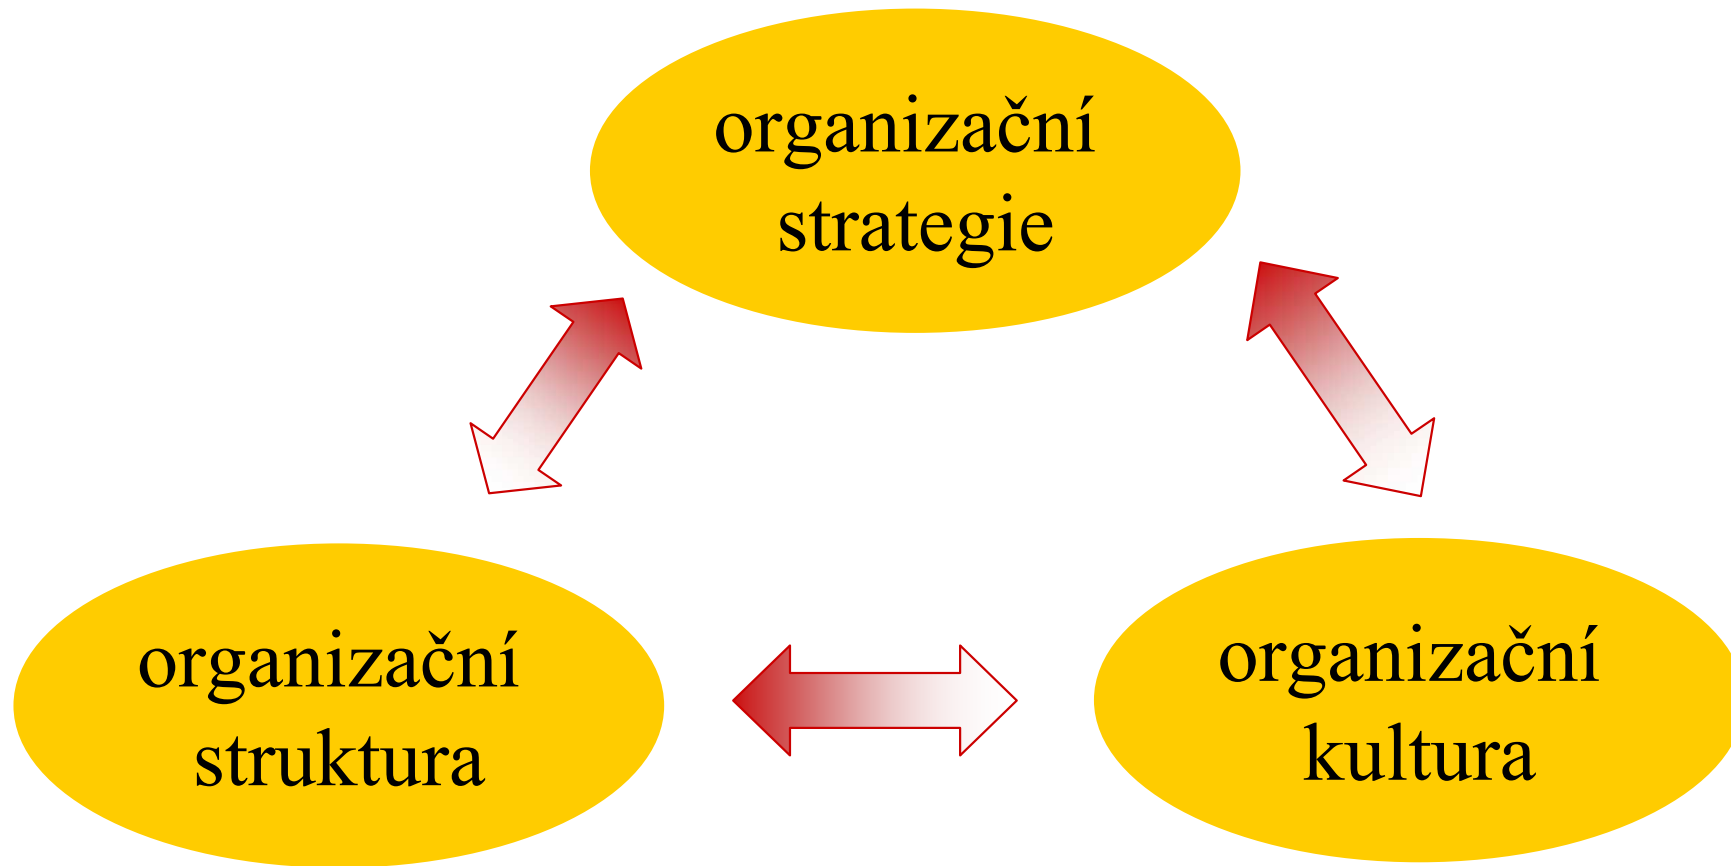 organizační
strategie
organizační
struktura
organizační
kultura